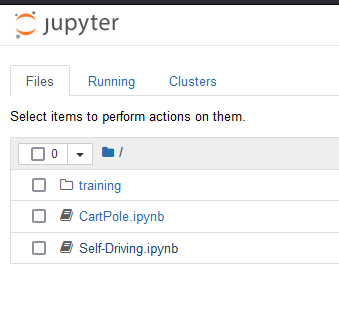 jupyter
Files Running Clusters
Select items to perform actions on them.
0 /
training
CartPole.ipynb
Self-Driving.ipynb